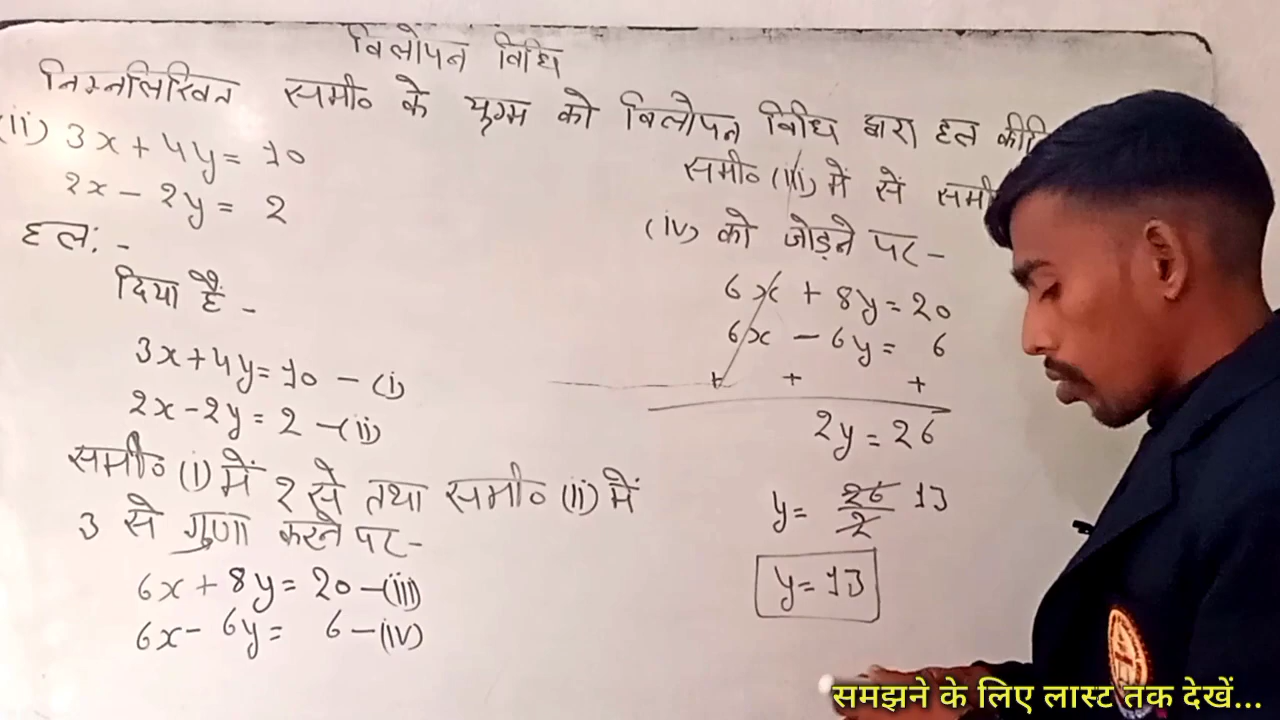 विलोपन विधि
निम्नलिखित समी० के युग्म को विलोपन विधि द्वारा हल
(ii) 3x + 4y = 10
2x - 2y = 2
हल: -
दिया हैं -
3x + 4y = 10 - (i)
2x - 2y = 2 - (ii)
समी० (i) में 2 से तथा समी० (ii) में
3 से गुणा करने पर -
6x + 8y = 20 - (iii)
6x - 6y = 6 - (iv)
समी० (iii) में सें
(iv) को जोड़ने पर -
6x + 8y = 20
6x - 6y = 6
+ + +
2y = 26
y = 26/2 13
y = 13
समझने के लिए लास्ट तक देखें...